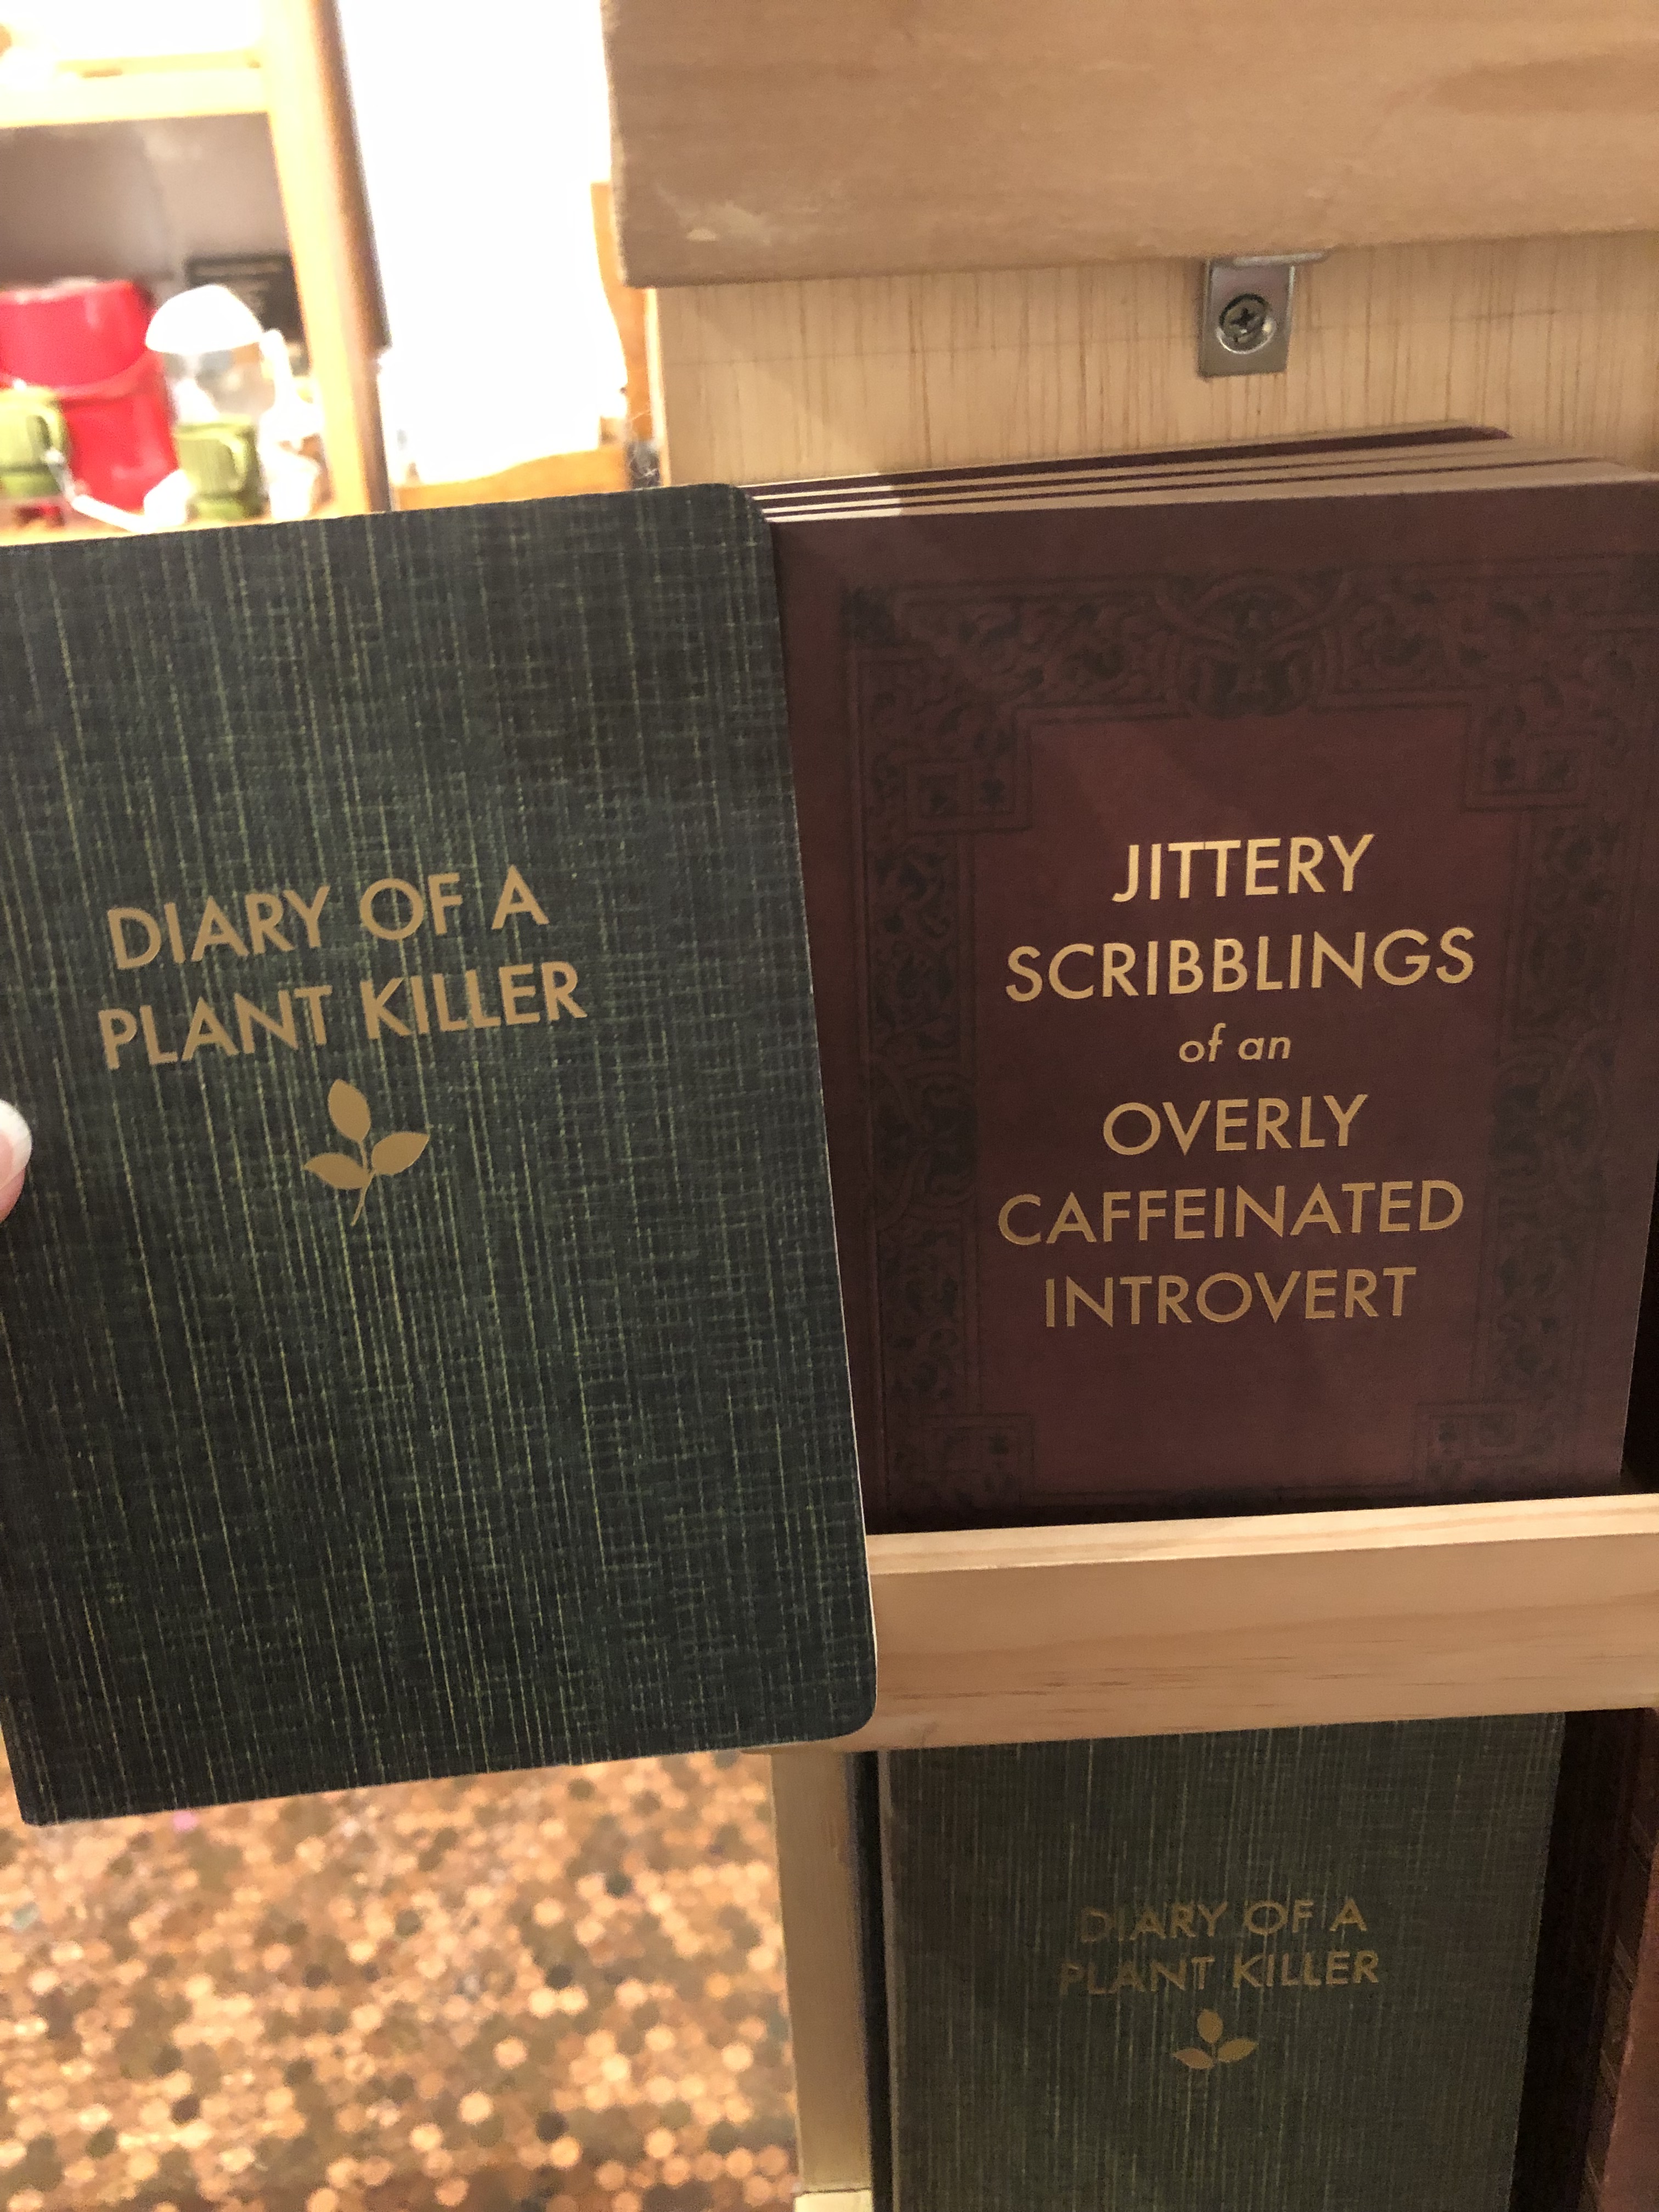 DIARY OF A
PLANT KILLER
JITTERY
SCRIBBLINGS
of an
OVERLY
CAFFEINATED
INTROVERT
DIARY OF A
PLANT KILLER